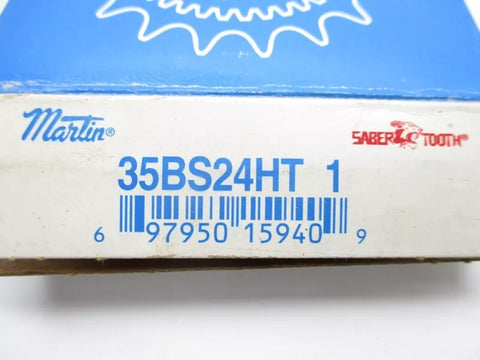 Martin®
SABER TOOTH®
35BS24HT 1
6 97950 15940 9